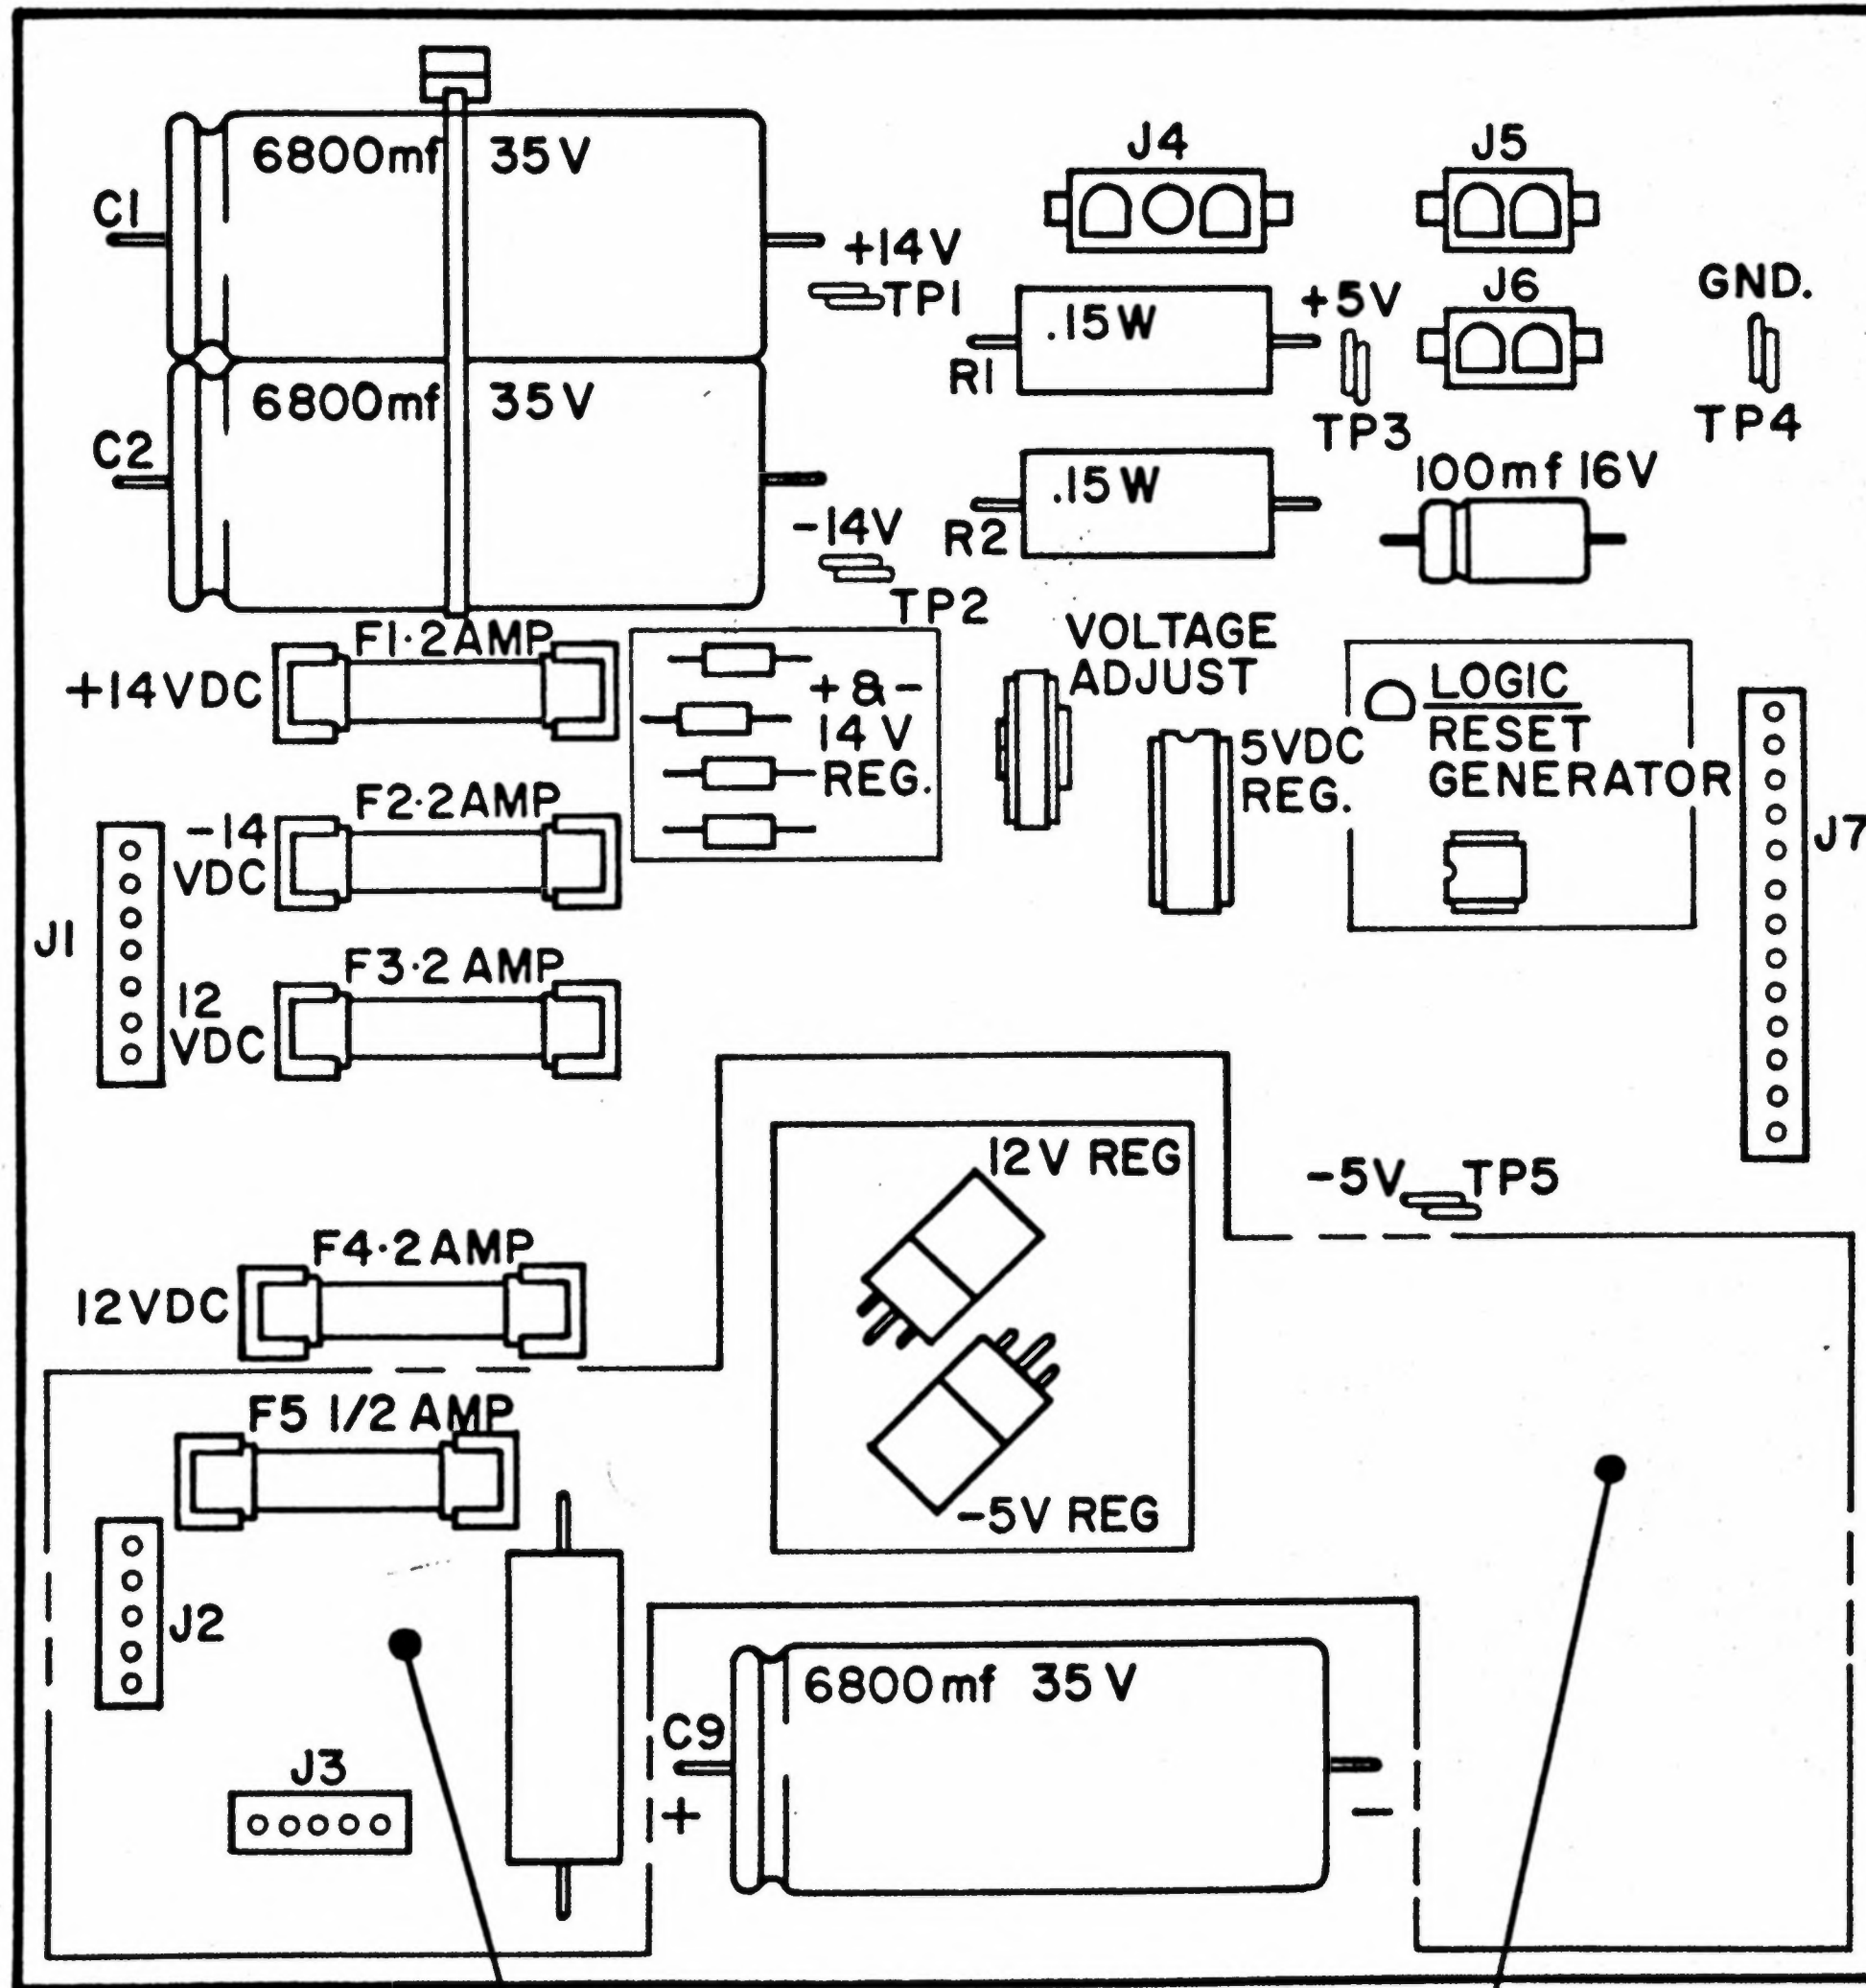 6800mf 35V
C1
+14V
TP1
6800mf 35V
C2
-14V
TP2
J4
J5
.15W
R1
+5V
TP3
J6
GND.
TP4
.15W
R2
100mf 16V
F1·2AMP
+14VDC
+&-
14V
REG.
VOLTAGE
ADJUST
5VDC
REG.
LOGIC
RESET
GENERATOR
J7
F2·2AMP
-14
VDC
J1
F3·2 AMP
12
VDC
12V REG
-5V REG
-5V TP5
F4·2AMP
12VDC
F5 1/2 AMP
J2
J3
6800mf 35V
C9
+ -